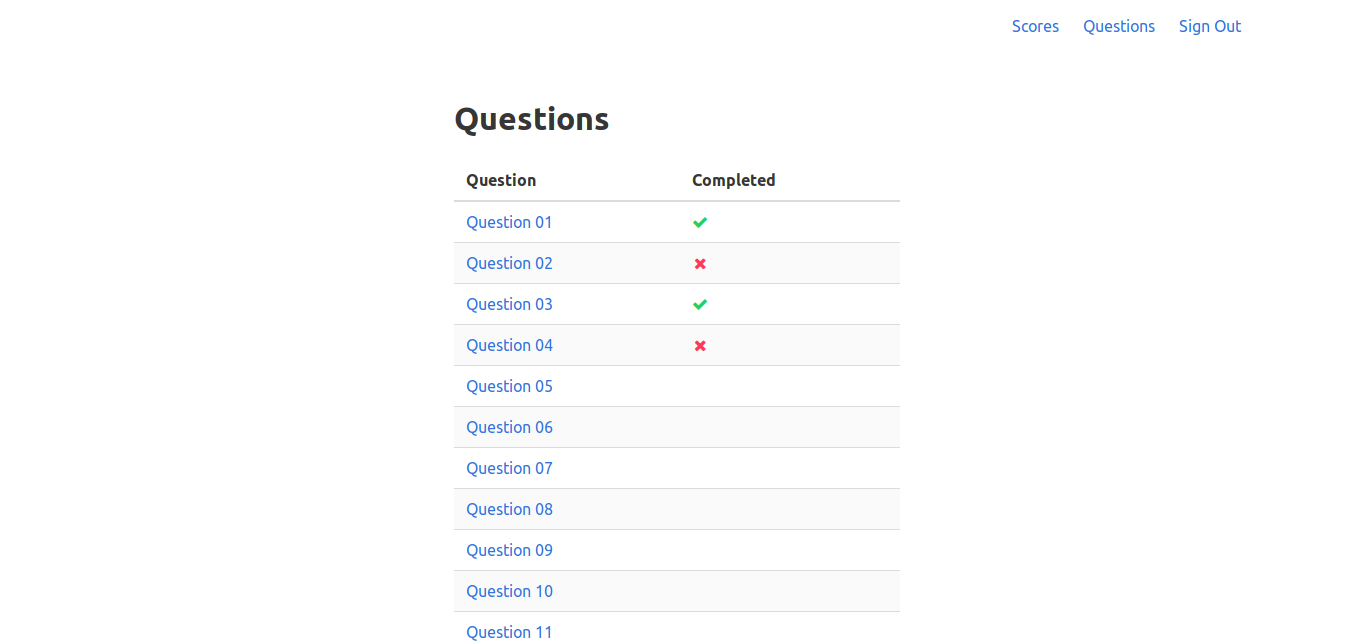 Scores Questions Sign Out
Questions
Question Completed
Question 01
Question 02
Question 03
Question 04
Question 05
Question 06
Question 07
Question 08
Question 09
Question 10
Question 11